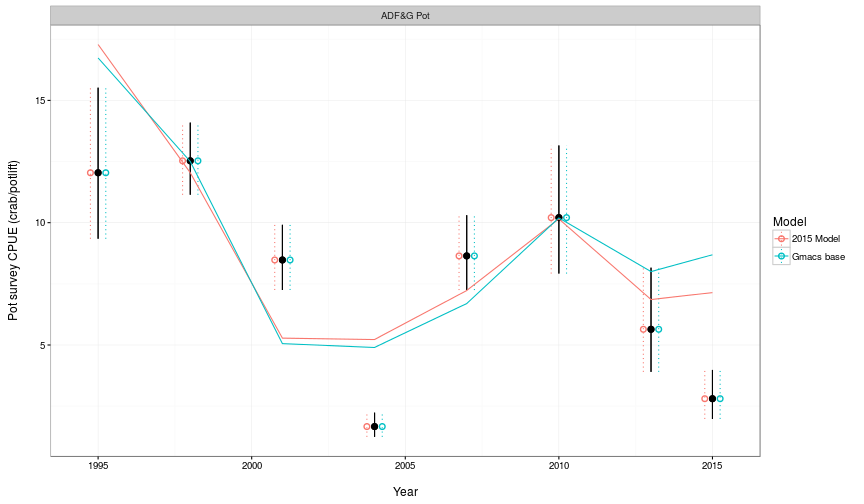 ADF&G Pot
Pot survey CPUE (crab/potlift)
15
10
5
1995 2000 2005 2010 2015
Year
Model
2015 Model
Gmacs base